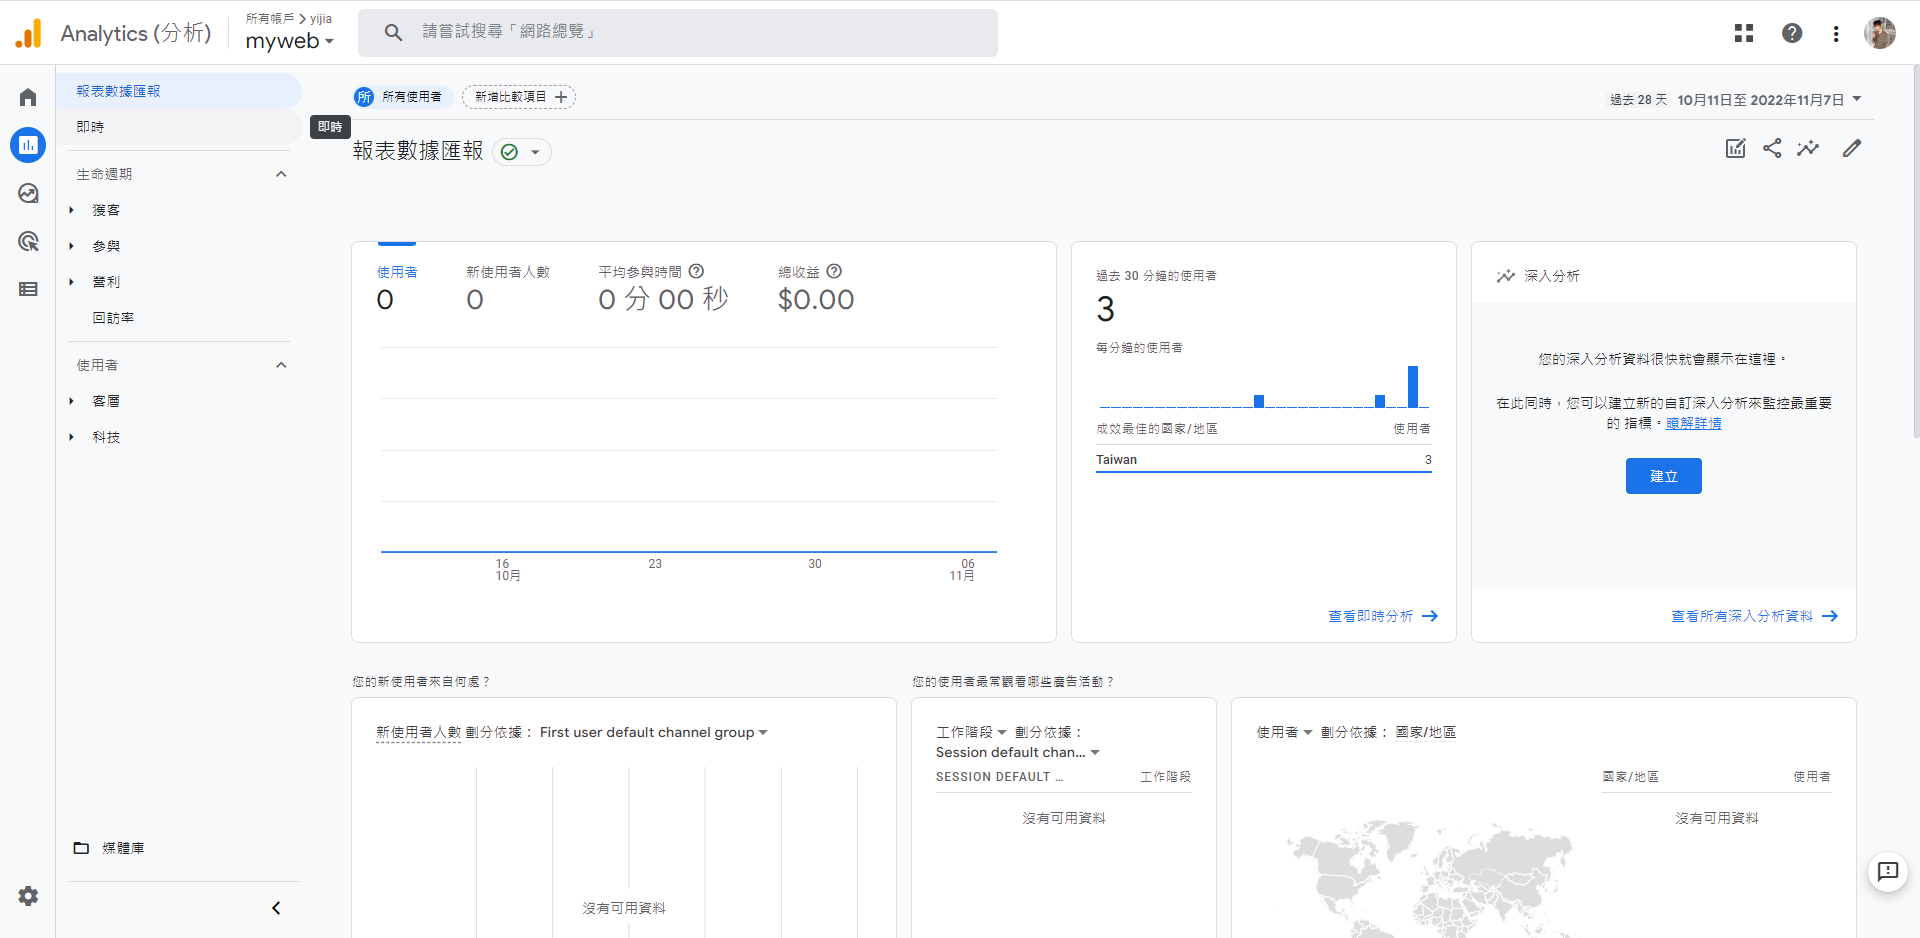 Analytics (分析)
所有帳戶 > yijia
myweb
請嘗試搜尋「網路總覽」
報表數據匯報
即時
即時
生命週期
獲客
參與
營利
回訪率
使用者
客層
科技
媒體庫
所 所有使用者
新增比較項目
過去 28 天 10月11日至 2022年11月7日
報表數據匯報
使用者
0
新使用者人數
0
平均參與時間
0 分 00 秒
總收益
$0.00
16
10月
23
30
06
11月
過去 30 分鐘的使用者
3
每分鐘的使用者
成效最佳的國家/地區 使用者
Taiwan 3
查看即時分析
深入分析
您的深入分析資料很快就會顯示在這裡。
在此同時，您可以建立新的自訂深入分析來監控最重要
的 指標。瞭解詳情
建立
查看所有深入分析資料
您的新使用者來自何處？
新使用者人數 劃分依據： First user default channel group
沒有可用資料
您的使用者最常觀看哪些廣告活動？
工作階段 劃分依據：
Session default chan...
SESSION DEFAULT ... 工作階段
沒有可用資料
使用者 劃分依據： 國家/地區
國家/地區 使用者
沒有可用資料